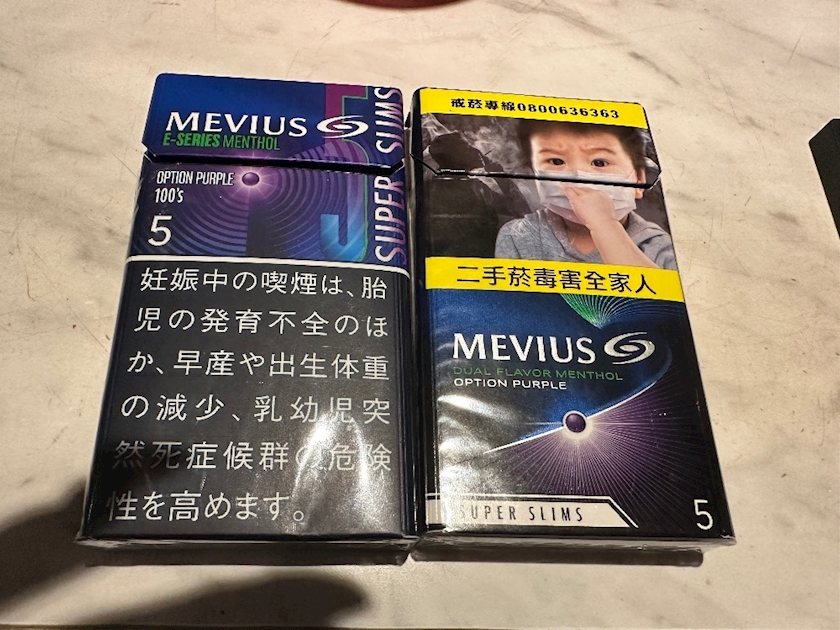 MEVIUS
E-SERIES MENTHOL
OPTION PURPLE
100's
5
SUPER SLIMS
妊娠中の喫煙は、胎
児の発育不全のほ
か、早産や出生体重
の減少、乳幼児突
然死症候群の危険
性を高めます。
戒菸專線0800636363
二手菸毒害全家人
MEVIUS
DUAL FLAVOR MENTHOL
OPTION PURPLE
SUPER SLIMS
5